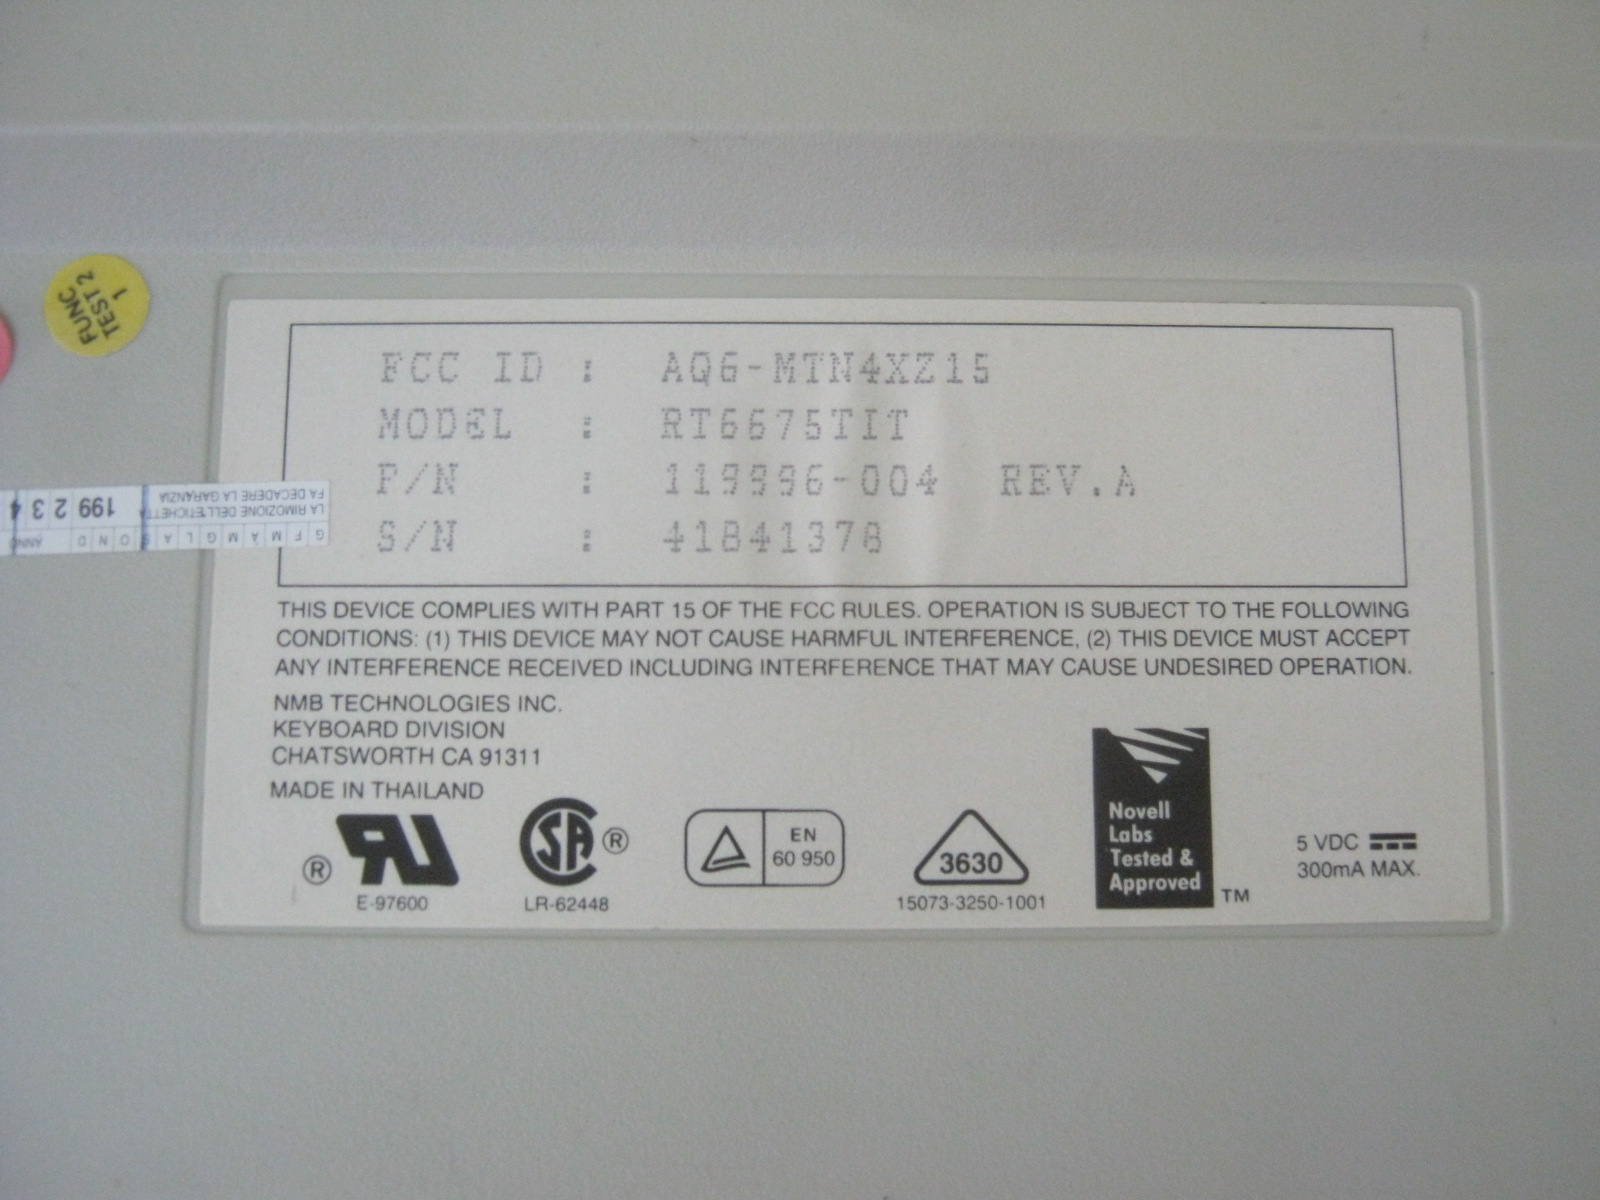 FUNC
TEST 2
1
FCC ID : AQ6-MTN4XZ15
MODEL : RT6675TIT
P/N : 119996-004 REV.A
S/N : 41841378
LA RIMOZIONE DELL'ETICHETTA
FA DECADERE LA GARANZIA
G F M A M G L A S O N D ANNO
199 2 3 4
THIS DEVICE COMPLIES WITH PART 15 OF THE FCC RULES. OPERATION IS SUBJECT TO THE FOLLOWING
CONDITIONS: (1) THIS DEVICE MAY NOT CAUSE HARMFUL INTERFERENCE, (2) THIS DEVICE MUST ACCEPT
ANY INTERFERENCE RECEIVED INCLUDING INTERFERENCE THAT MAY CAUSE UNDESIRED OPERATION.
NMB TECHNOLOGIES INC.
KEYBOARD DIVISION
CHATSWORTH CA 91311
MADE IN THAILAND
® RU
E-97600
SA ®
LR-62448
EN
60 950
3630
15073-3250-1001
Novell
Labs
Tested &
Approved
TM
5 VDC
300mA MAX.